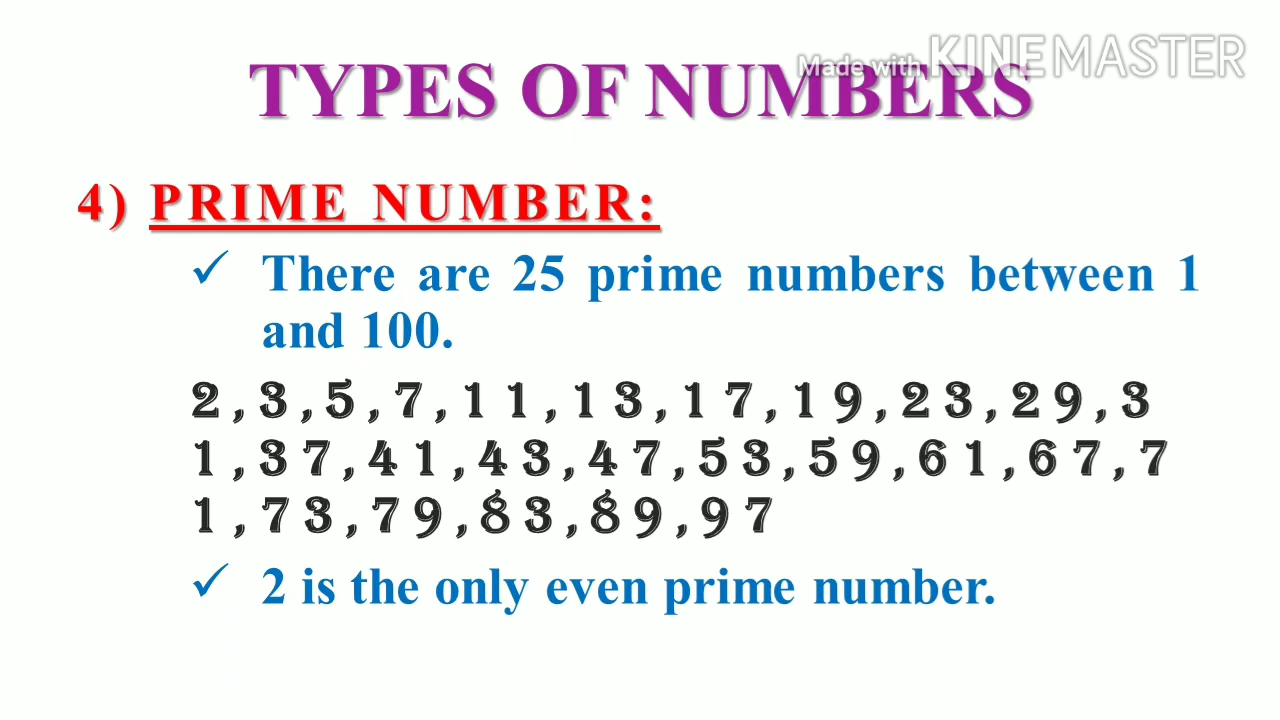 Made with KINEMASTER
TYPES OF NUMBERS
4) PRIME NUMBER:
✓ There are 25 prime numbers between 1
and 100.
2,3,5,7,11,13,17,19,23,29,3
1,37,41,43,47,53,59,61,67,7
1,73,79,83,89,97
✓ 2 is the only even prime number.